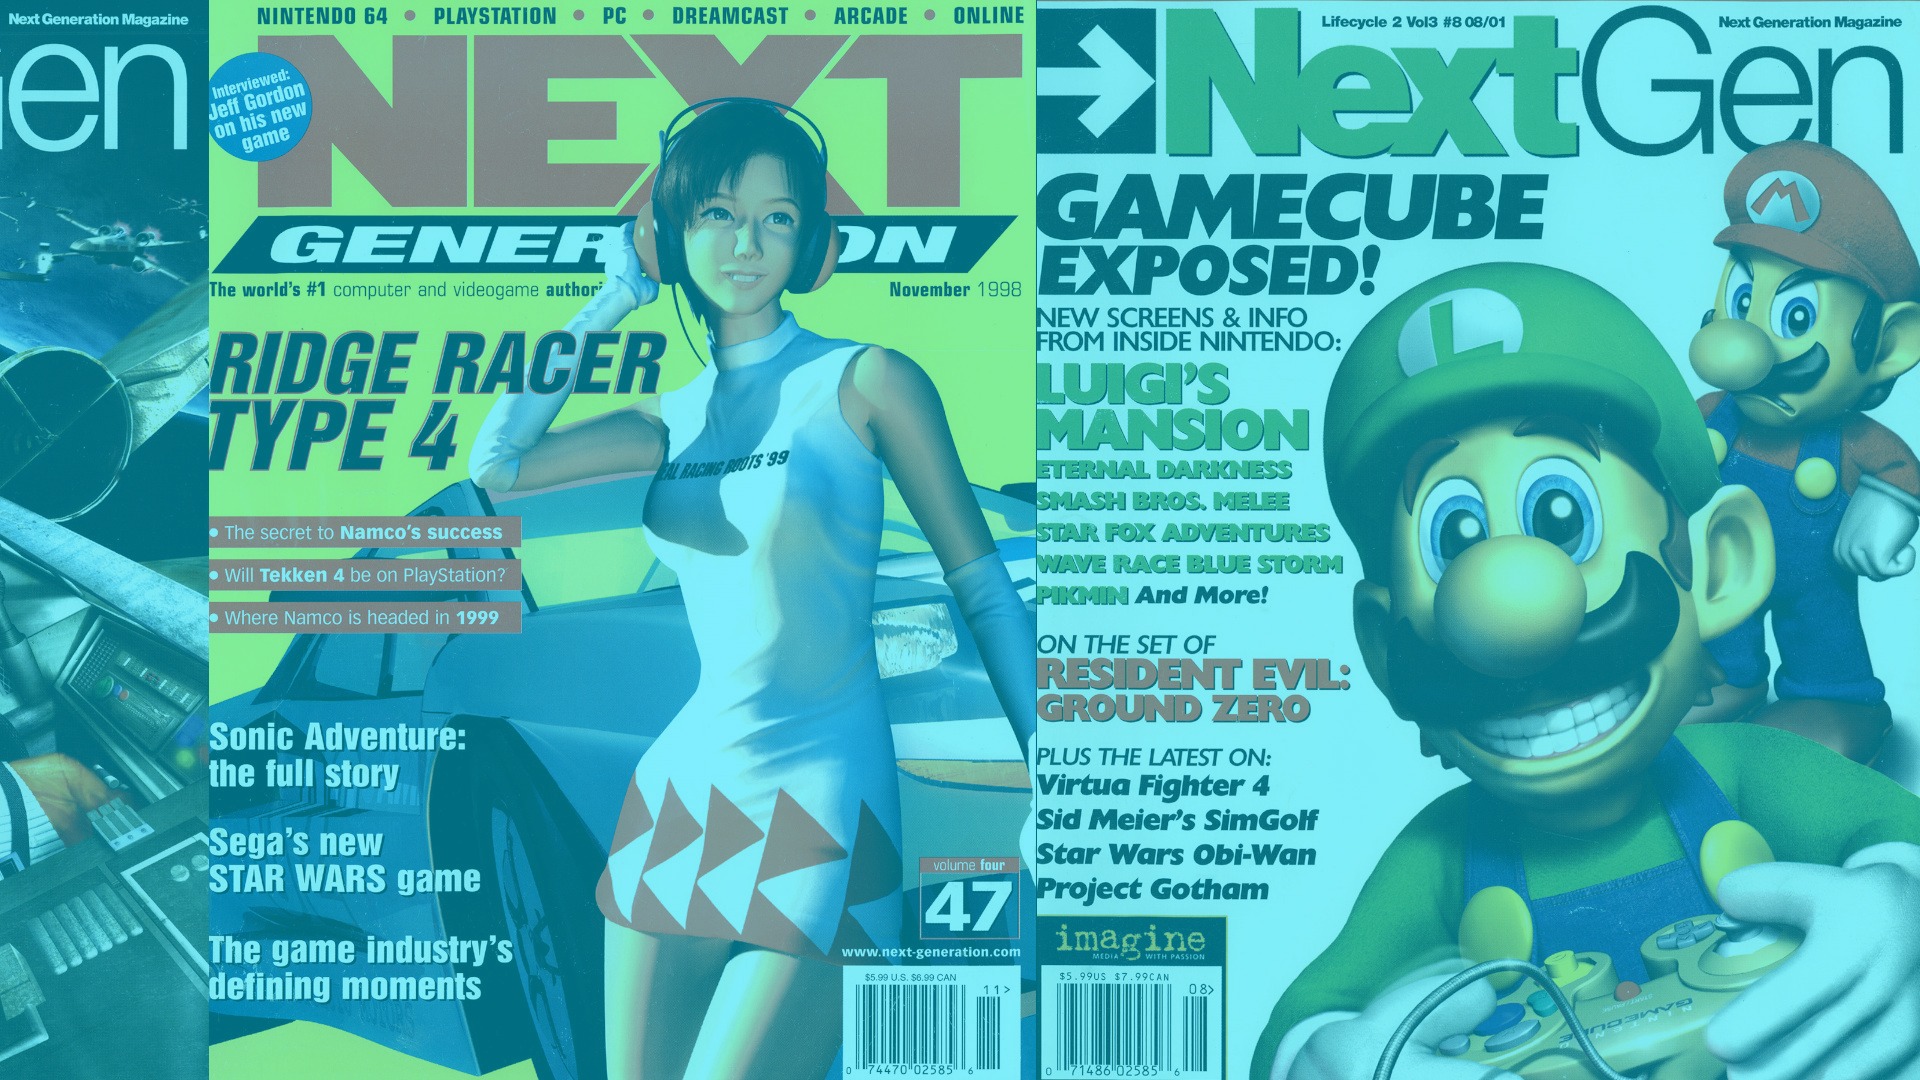 Next Generation Magazine
en
NINTENDO 64 • PLAYSTATION • PC • DREAMCAST • ARCADE • ONLINE
NEXT
Interviewed:
Jeff Gordon
on his new
game
GENER ON
The world's #1 computer and videogame authori
November 1998
RIDGE RACER
TYPE 4
AL RACING ROOTS '99
• The secret to Namco's success
• Will Tekken 4 be on PlayStation?
• Where Namco is headed in 1999
Sonic Adventure:
the full story
Sega's new
STAR WARS game
The game industry's
defining moments
volume four
47
www.next-generation.com
$5.99 U.S. $6.99 CAN
11>
0 74470 02585 6
Lifecycle 2 Vol3 #8 08/01
Next Generation Magazine
NextGen
GAMECUBE
EXPOSED!
NEW SCREENS & INFO
FROM INSIDE NINTENDO:
LUIGI'S
MANSION
ETERNAL DARKNESS
SMASH BROS. MELEE
STAR FOX ADVENTURES
WAVE RACE BLUE STORM
PIKMIN And More!
ON THE SET OF
RESIDENT EVIL:
GROUND ZERO
PLUS THE LATEST ON:
Virtua Fighter 4
Sid Meier's SimGolf
Star Wars Obi-Wan
Project Gotham
imagine
MEDIA WITH PASSION
$5.99US $7.99CAN
08>
0 71486 02585 6
M
L
START/PAUSE
NINTENDO
GAMECUBE